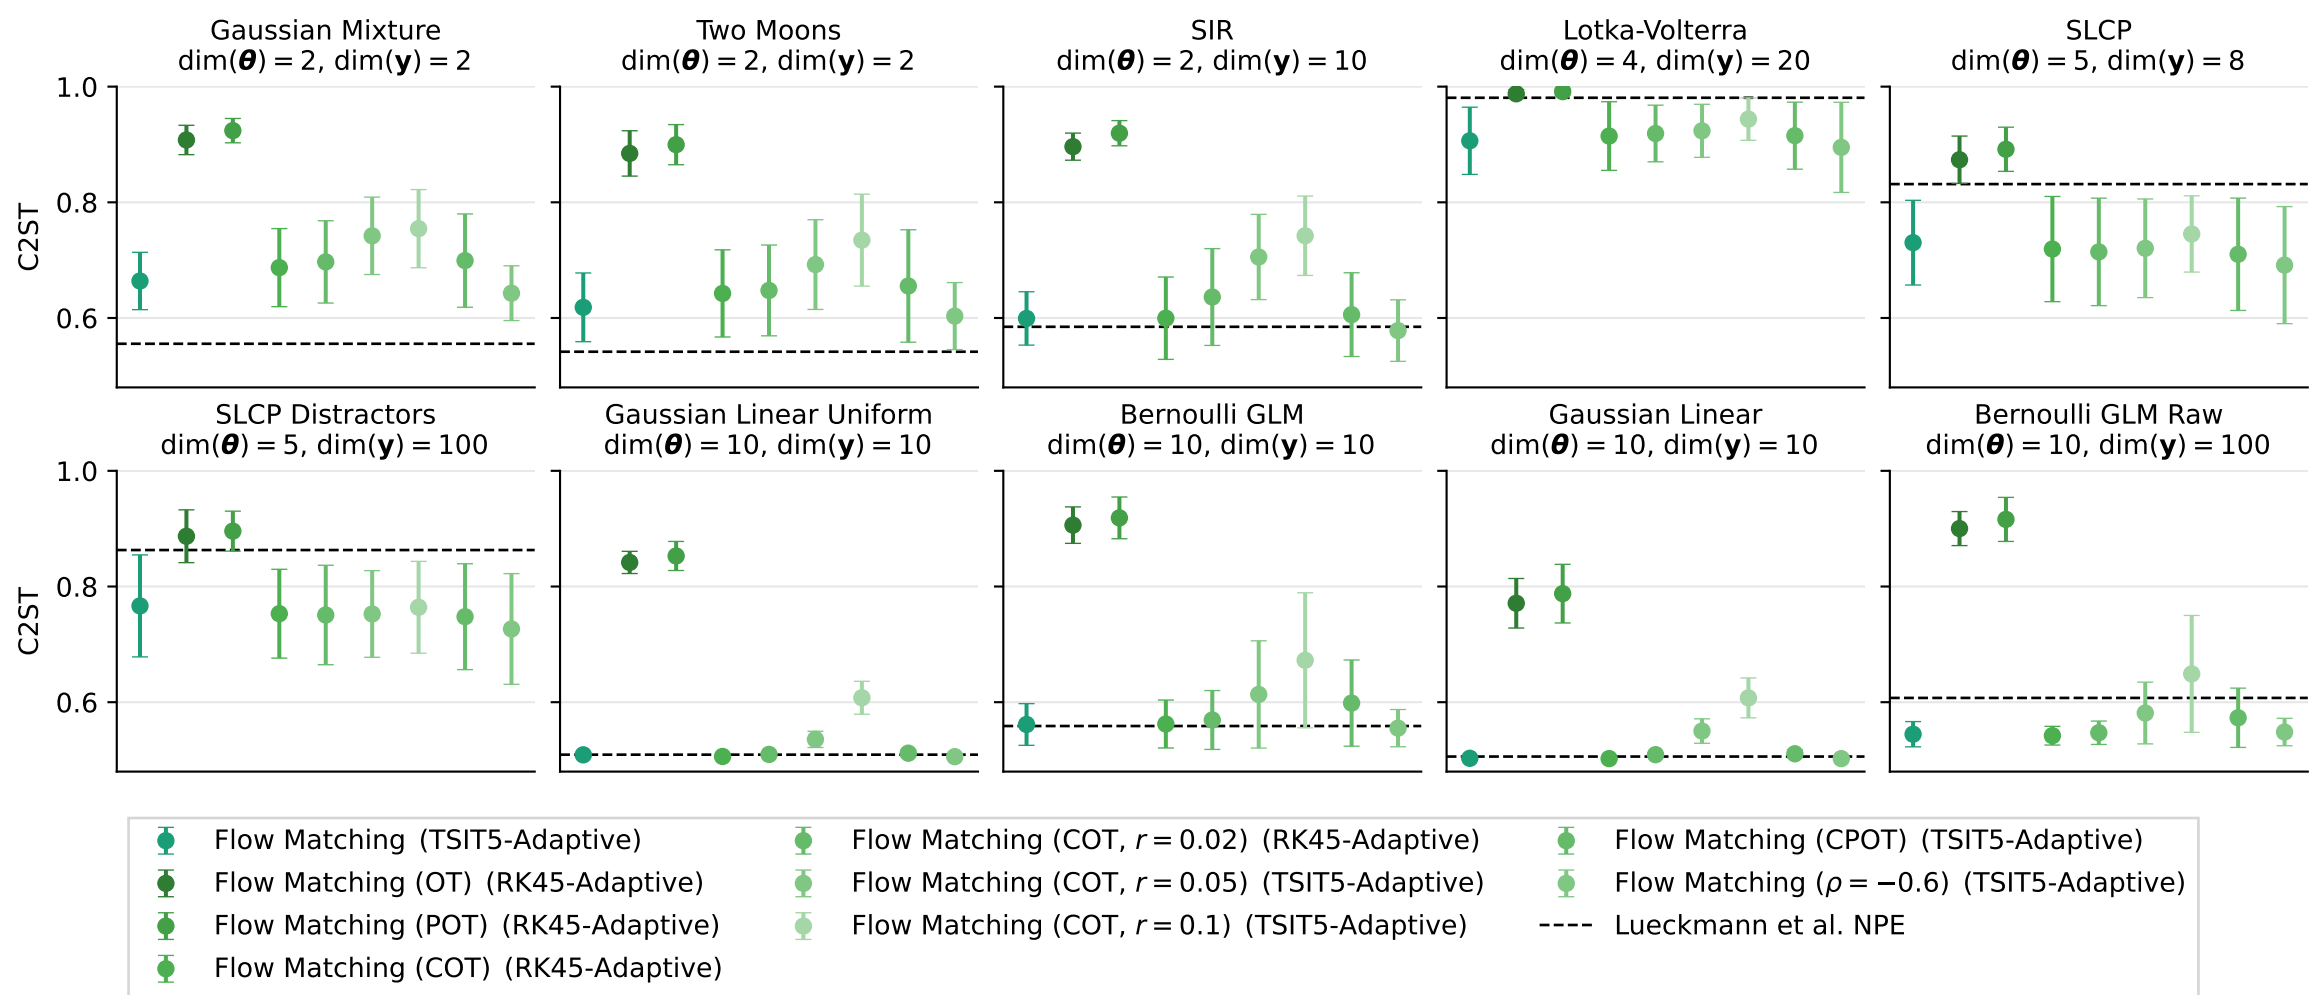 Gaussian Mixture
dim(θ) = 2, dim(y) = 2
Two Moons
dim(θ) = 2, dim(y) = 2
SIR
dim(θ) = 2, dim(y) = 10
Lotka-Volterra
dim(θ) = 4, dim(y) = 20
SLCP
dim(θ) = 5, dim(y) = 8
1.0
0.8
0.6
C2ST
SLCP Distractors
dim(θ) = 5, dim(y) = 100
Gaussian Linear Uniform
dim(θ) = 10, dim(y) = 10
Bernoulli GLM
dim(θ) = 10, dim(y) = 10
Gaussian Linear
dim(θ) = 10, dim(y) = 10
Bernoulli GLM Raw
dim(θ) = 10, dim(y) = 100
1.0
0.8
0.6
C2ST
Flow Matching (TSIT5-Adaptive)
Flow Matching (OT) (RK45-Adaptive)
Flow Matching (POT) (RK45-Adaptive)
Flow Matching (COT) (RK45-Adaptive)
Flow Matching (COT, r = 0.02) (RK45-Adaptive)
Flow Matching (COT, r = 0.05) (TSIT5-Adaptive)
Flow Matching (COT, r = 0.1) (TSIT5-Adaptive)
Flow Matching (CPOT) (TSIT5-Adaptive)
Flow Matching (ρ = −0.6) (TSIT5-Adaptive)
Lueckmann et al. NPE